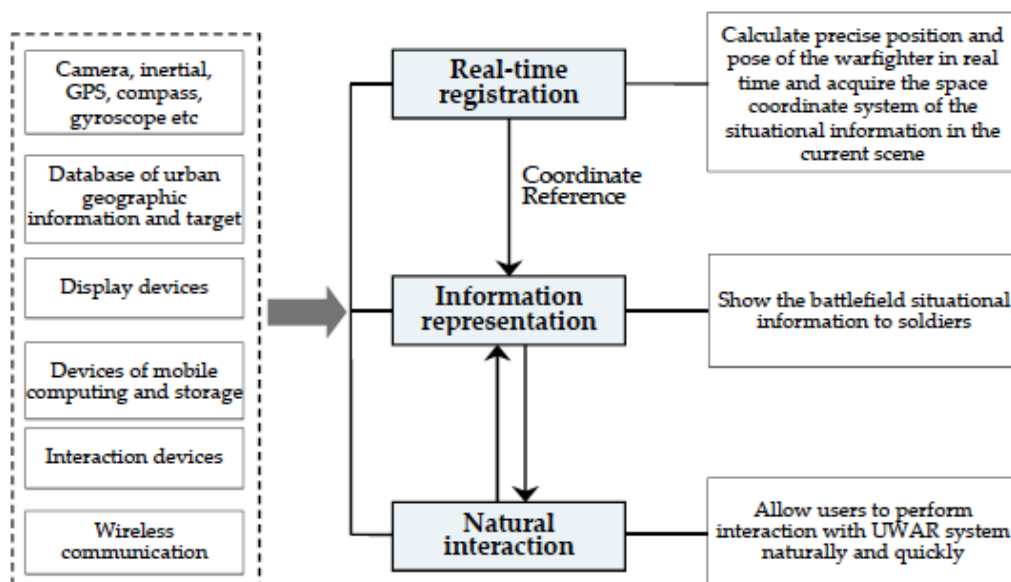 Camera, inertial,
GPS, compass,
gyroscope etc
Database of urban
geographic
information and target
Display devices
Devices of mobile
computing and storage
Interaction devices
Wireless
communication
Real-time
registration
Coordinate
Reference
Information
representation
Natural
interaction
Calculate precise position and
pose of the warfighter in real
time and acquire the space
coordinate system of the
situational information in the
current scene
Show the battlefield situational
information to soldiers
Allow users to perform
interaction with UWAR system
naturally and quickly